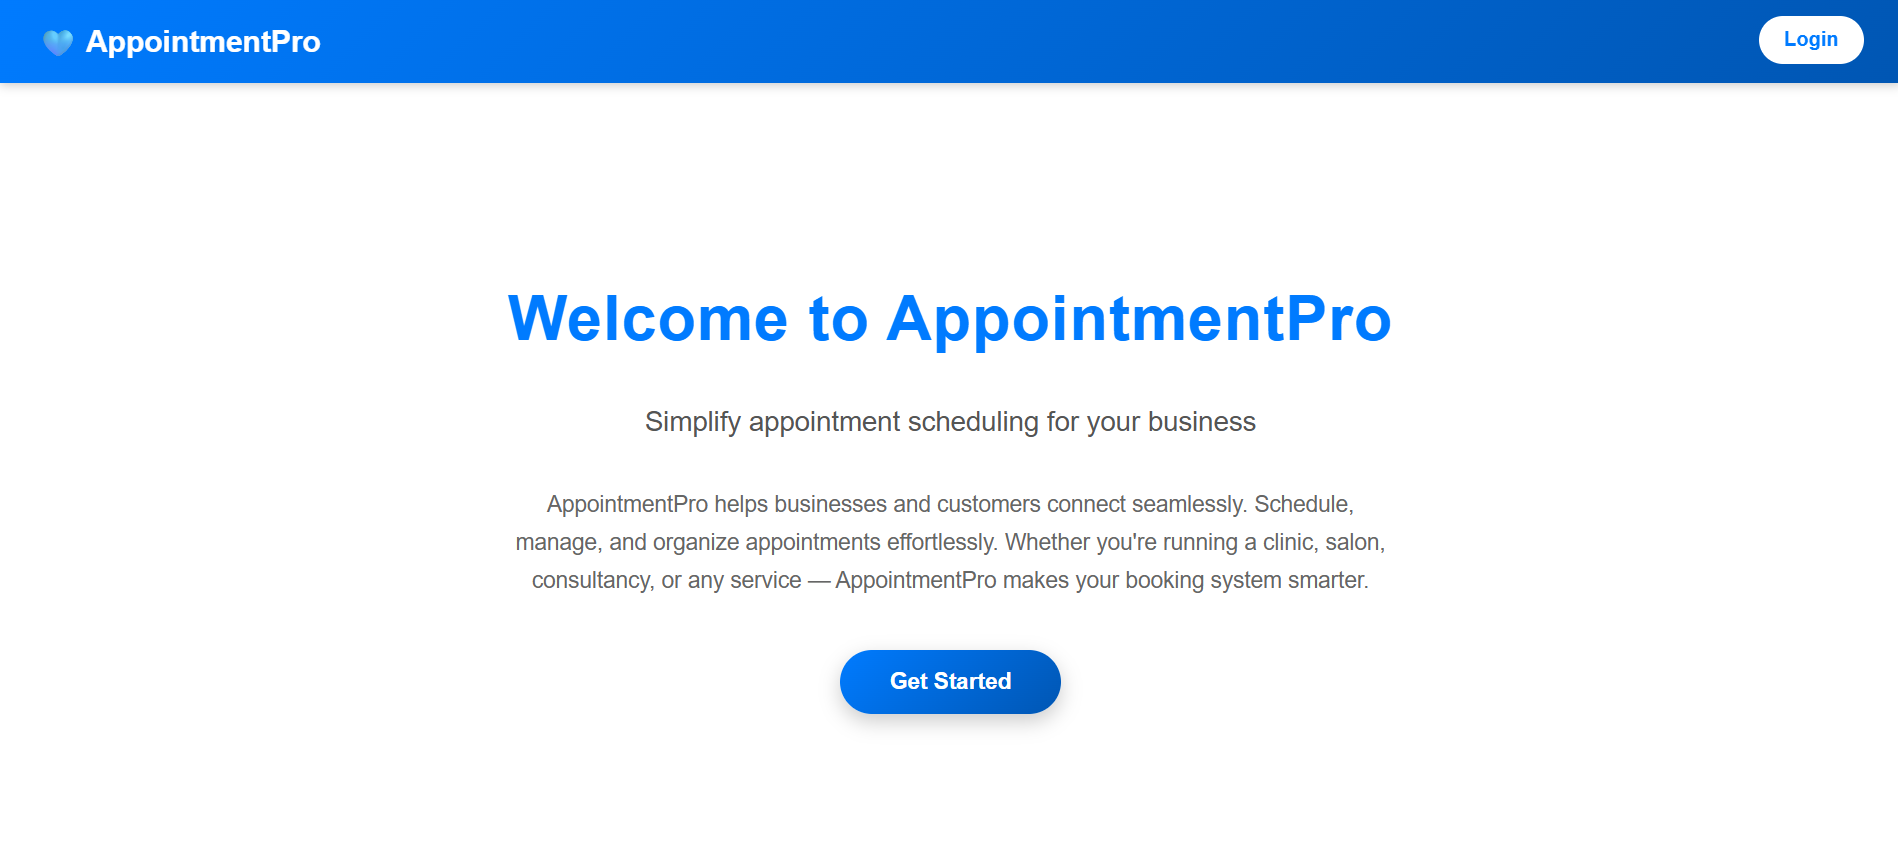 AppointmentPro
Login
Welcome to AppointmentPro
Simplify appointment scheduling for your business
AppointmentPro helps businesses and customers connect seamlessly. Schedule,
manage, and organize appointments effortlessly. Whether you're running a clinic, salon,
consultancy, or any service — AppointmentPro makes your booking system smarter.
Get Started